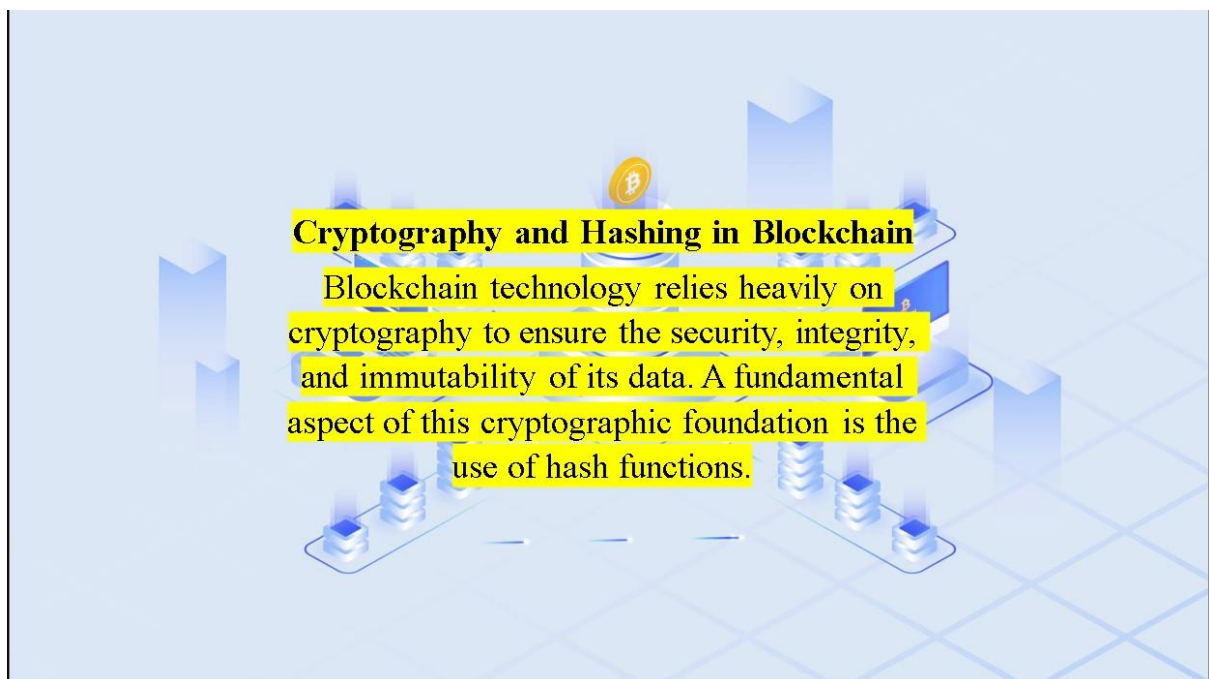 Cryptography and Hashing in Blockchain
Blockchain technology relies heavily on
cryptography to ensure the security, integrity,
and immutability of its data. A fundamental
aspect of this cryptographic foundation is the
use of hash functions.